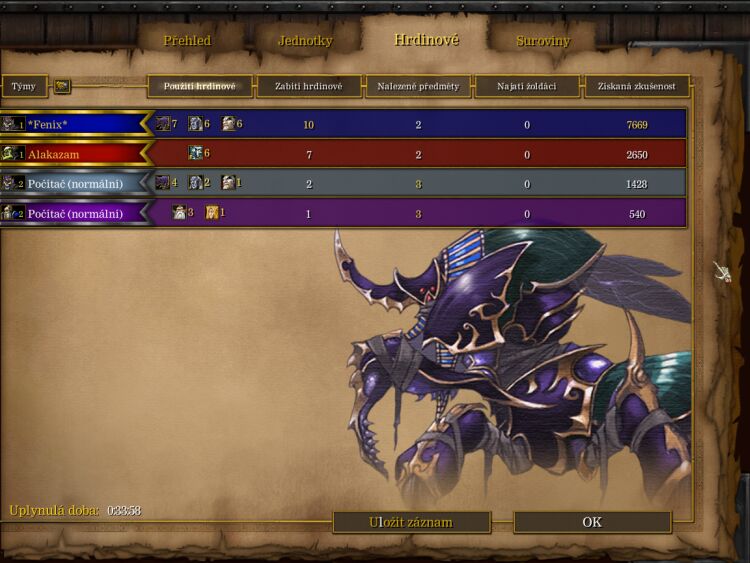 Přehled Jednotky Hrdinové Suroviny
Týmy Použití hrdinové Zabití hrdinové Nalezené předměty Najatí žoldáci Získaná zkušenost
1 *Fenix* 7 6 6 10 2 0 7669
1 Alakazam 6 7 2 0 2650
2 Počítač (normální) 4 2 1 2 3 0 1428
2 Počítač (normální) 3 1 1 3 0 540
Uplynulá doba: 0:33:58
Uložit záznam OK